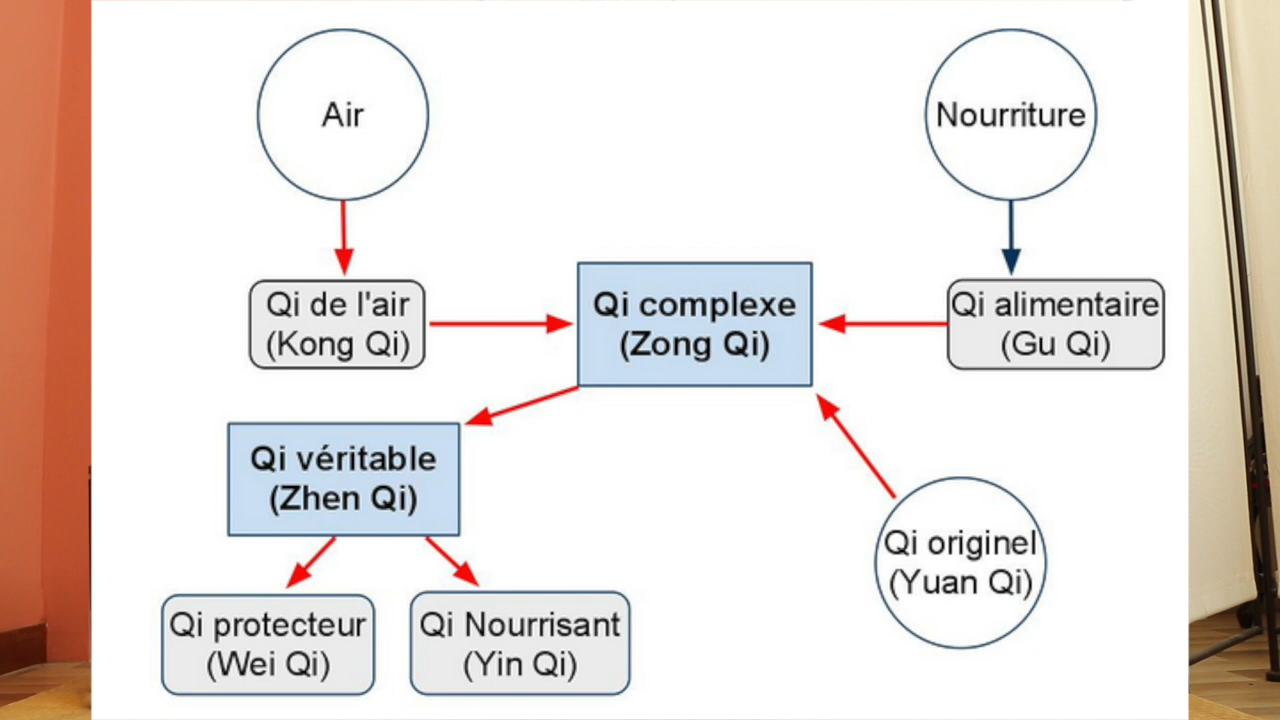 Air
Nourriture
Qi de l'air
(Kong Qi)
Qi complexe
(Zong Qi)
Qi alimentaire
(Gu Qi)
Qi véritable
(Zhen Qi)
Qi originel
(Yuan Qi)
Qi protecteur
(Wei Qi)
Qi Nourrisant
(Yin Qi)